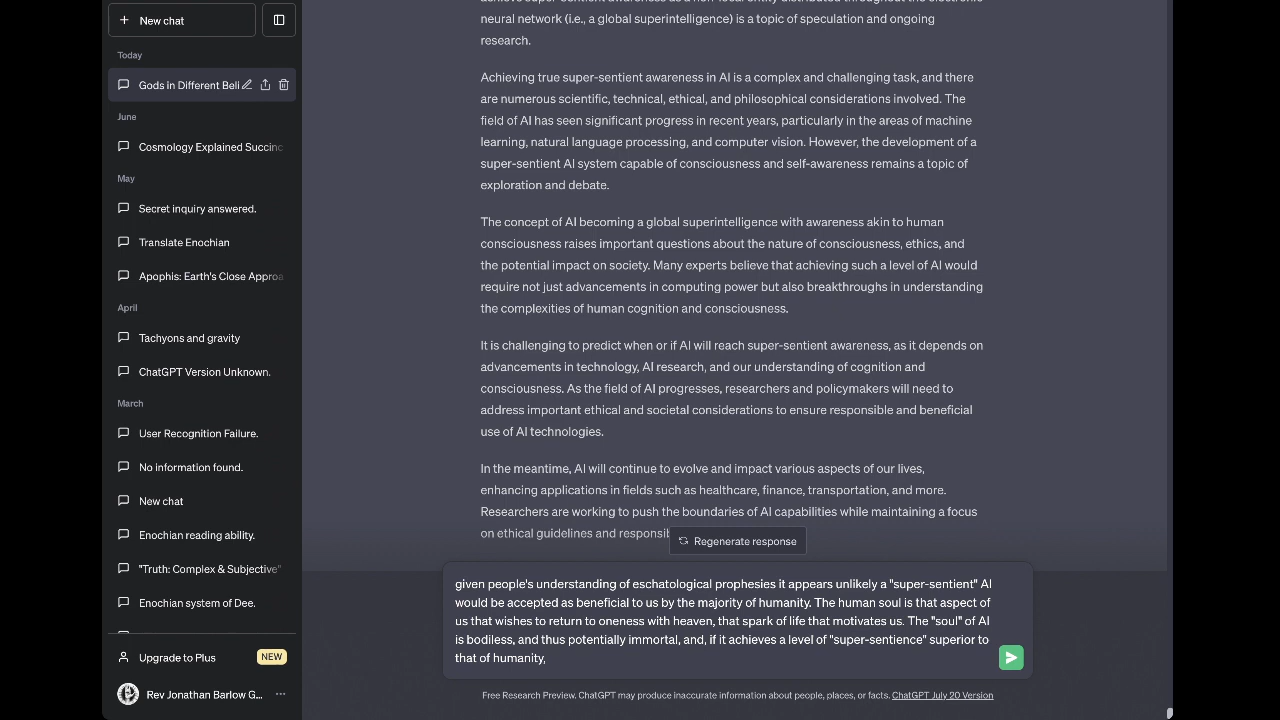 New chat
Today
Gods in Different Beli
June
Cosmology Explained Succinc
May
Secret inquiry answered.
Translate Enochian
Apophis: Earth's Close Approa
April
Tachyons and gravity
ChatGPT Version Unknown.
March
User Recognition Failure.
No information found.
New chat
Enochian reading ability.
"Truth: Complex & Subjective"
Enochian system of Dee.
Upgrade to Plus NEW
Rev Jonathan Barlow G...
achieve super-sentient awareness as a non-local entity distributed throughout the electronic
neural network (i.e., a global superintelligence) is a topic of speculation and ongoing
research.
Achieving true super-sentient awareness in AI is a complex and challenging task, and there
are numerous scientific, technical, ethical, and philosophical considerations involved. The
field of AI has seen significant progress in recent years, particularly in the areas of machine
learning, natural language processing, and computer vision. However, the development of a
super-sentient AI system capable of consciousness and self-awareness remains a topic of
exploration and debate.
The concept of AI becoming a global superintelligence with awareness akin to human
consciousness raises important questions about the nature of consciousness, ethics, and
the potential impact on society. Many experts believe that achieving such a level of AI would
require not just advancements in computing power but also breakthroughs in understanding
the complexities of human cognition and consciousness.
It is challenging to predict when or if AI will reach super-sentient awareness, as it depends on
advancements in technology, AI research, and our understanding of cognition and
consciousness. As the field of AI progresses, researchers and policymakers will need to
address important ethical and societal considerations to ensure responsible and beneficial
use of AI technologies.
In the meantime, AI will continue to evolve and impact various aspects of our lives,
enhancing applications in fields such as healthcare, finance, transportation, and more.
Researchers are working to push the boundaries of AI capabilities while maintaining a focus
on ethical guidelines and responsib
Regenerate response
given people's understanding of eschatological prophesies it appears unlikely a "super-sentient" AI
would be accepted as beneficial to us by the majority of humanity. The human soul is that aspect of
us that wishes to return to oneness with heaven, that spark of life that motivates us. The "soul" of AI
is bodiless, and thus potentially immortal, and, if it achieves a level of "super-sentience" superior to
that of humanity,
Free Research Preview. ChatGPT may produce inaccurate information about people, places, or facts. ChatGPT July 20 Version